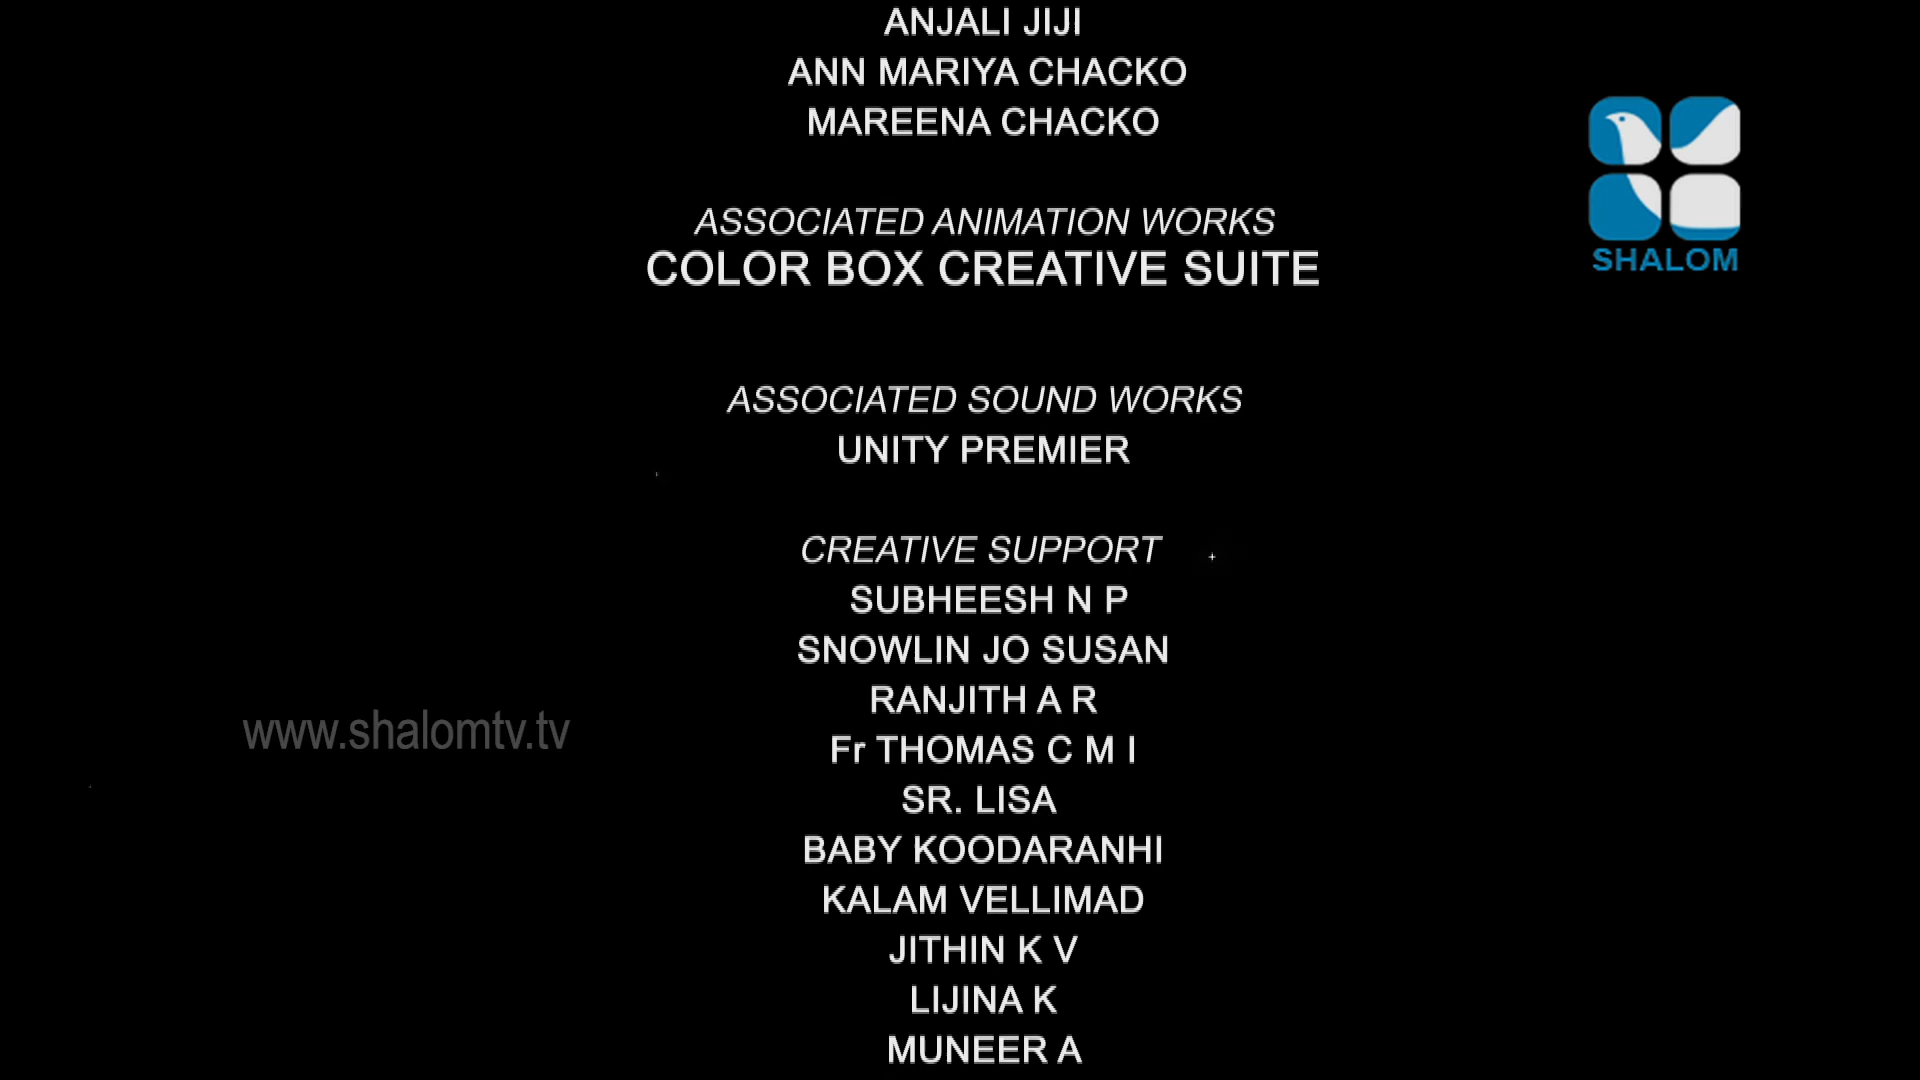 ANJALI JIJI
ANN MARIYA CHACKO
MAREENA CHACKO
ASSOCIATED ANIMATION WORKS
COLOR BOX CREATIVE SUITE
SHALOM
ASSOCIATED SOUND WORKS
UNITY PREMIER
CREATIVE SUPPORT
SUBHEESH N P
SNOWLIN JO SUSAN
RANJITH A R
www.shalomtv.tv
Fr THOMAS C M I
SR. LISA
BABY KOODARANHI
KALAM VELLIMAD
JITHIN K V
LIJINA K
MUNEER A